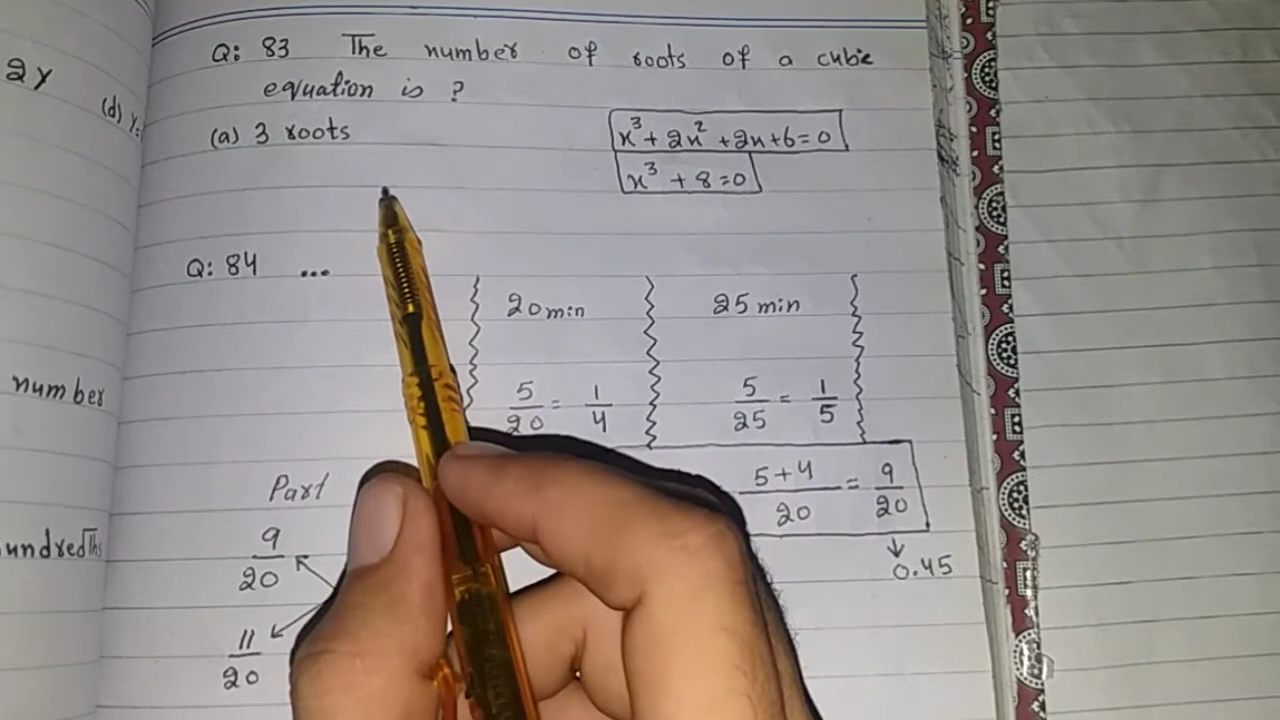 2y
(d) y=
number
undredths
Q: 83 The number of roots of a cubic
equation is ?
(a) 3 roots
x³ + 2x² + 2x + 6 = 0
x³ + 8 = 0
Q: 84 ...
20 min
25 min
5/20 = 1/4
5/25 = 1/5
5+4/20 = 9/20
0.45
Part
9/20
11/20